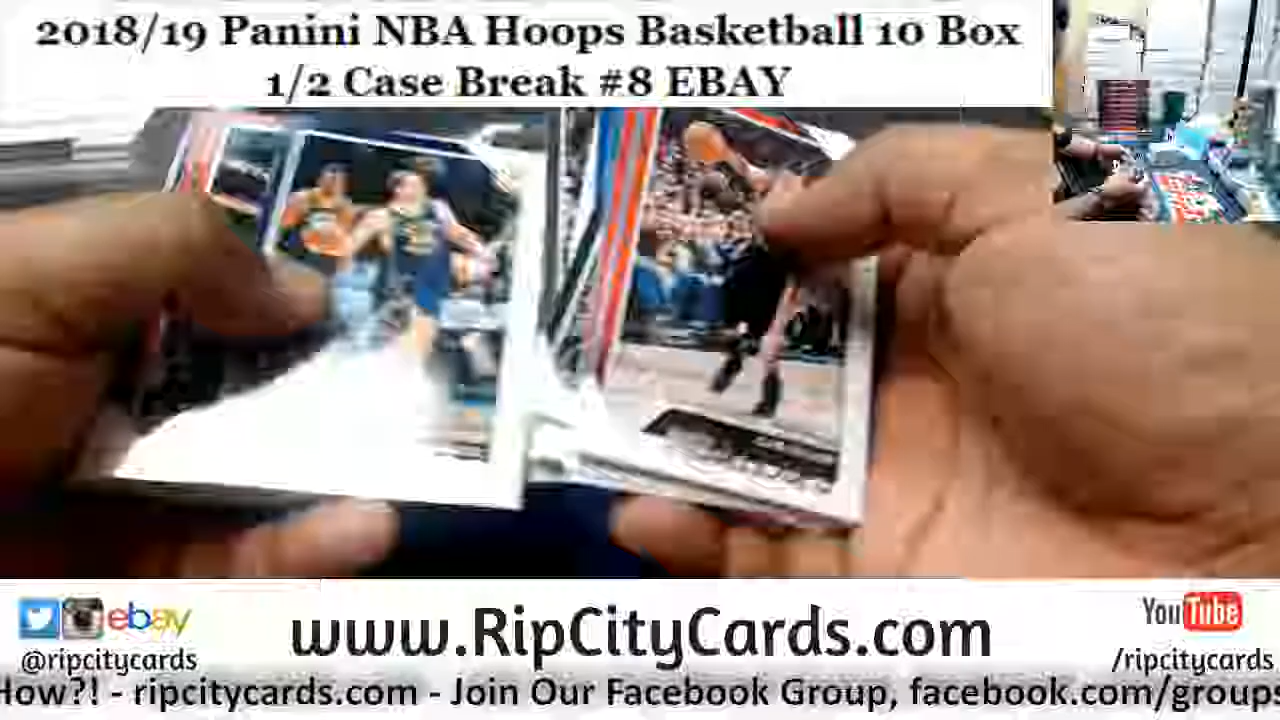 2018/19 Panini NBA Hoops Basketball 10 Box
1/2 Case Break #8 EBAY
ebay
www.RipCityCards.com
YouTube
@ripcitycards
/ripcitycards
How?! - ripcitycards.com - Join Our Facebook Group, facebook.com/groups